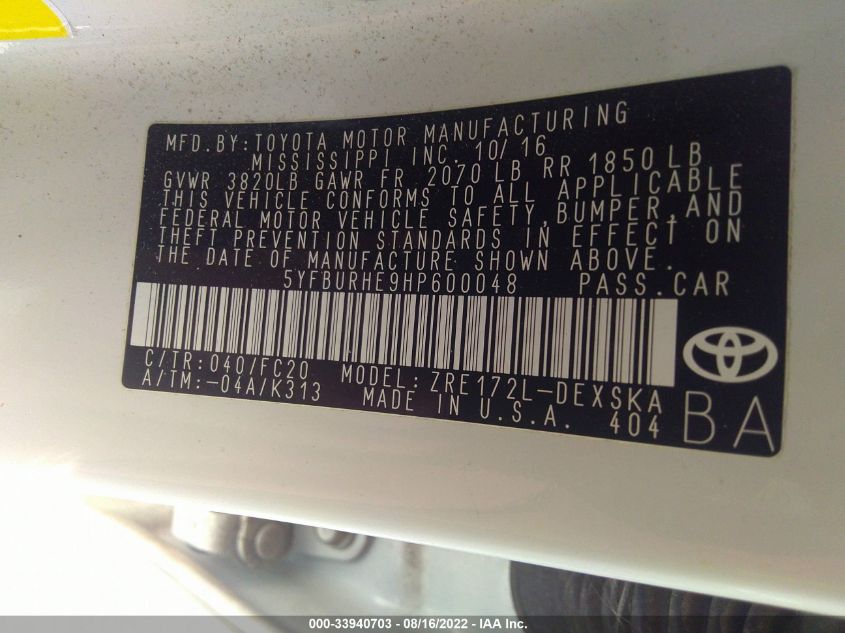 MFD.BY:TOYOTA MOTOR MANUFACTURING
MISSISSIPPI INC. 10/16
GVWR 3820LB GAWR FR 2070 LB RR 1850 LB
THIS VEHICLE CONFORMS TO ALL APPLICABLE
FEDERAL MOTOR VEHICLE SAFETY,BUMPER,AND
THEFT PREVENTION STANDARDS IN EFFECT ON
THE DATE OF MANUFACTURE SHOWN ABOVE.
5YFBURHE9HP600048 PASS.CAR
C/TR: 040/FC20 MODEL: ZRE172L-DEXSKA
A/TM:-04A/K313 MADE IN U.S.A. 404
BA
000-33940703 - 08/16/2022 - IAA Inc.